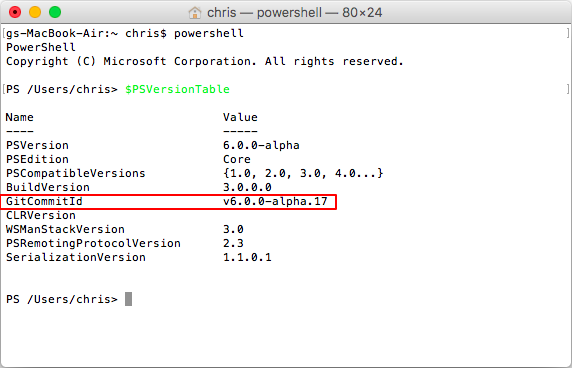 chris — powershell — 80×24
[gs-MacBook-Air:~ chris$ powershell ]
PowerShell
Copyright (C) Microsoft Corporation. All rights reserved.
[PS /Users/chris> $PSVersionTable ]
Name Value
---- -----
PSVersion 6.0.0-alpha
PSEdition Core
PSCompatibleVersions {1.0, 2.0, 3.0, 4.0...}
BuildVersion 3.0.0.0
GitCommitId v6.0.0-alpha.17
CLRVersion
WSManStackVersion 3.0
PSRemotingProtocolVersion 2.3
SerializationVersion 1.1.0.1
PS /Users/chris>